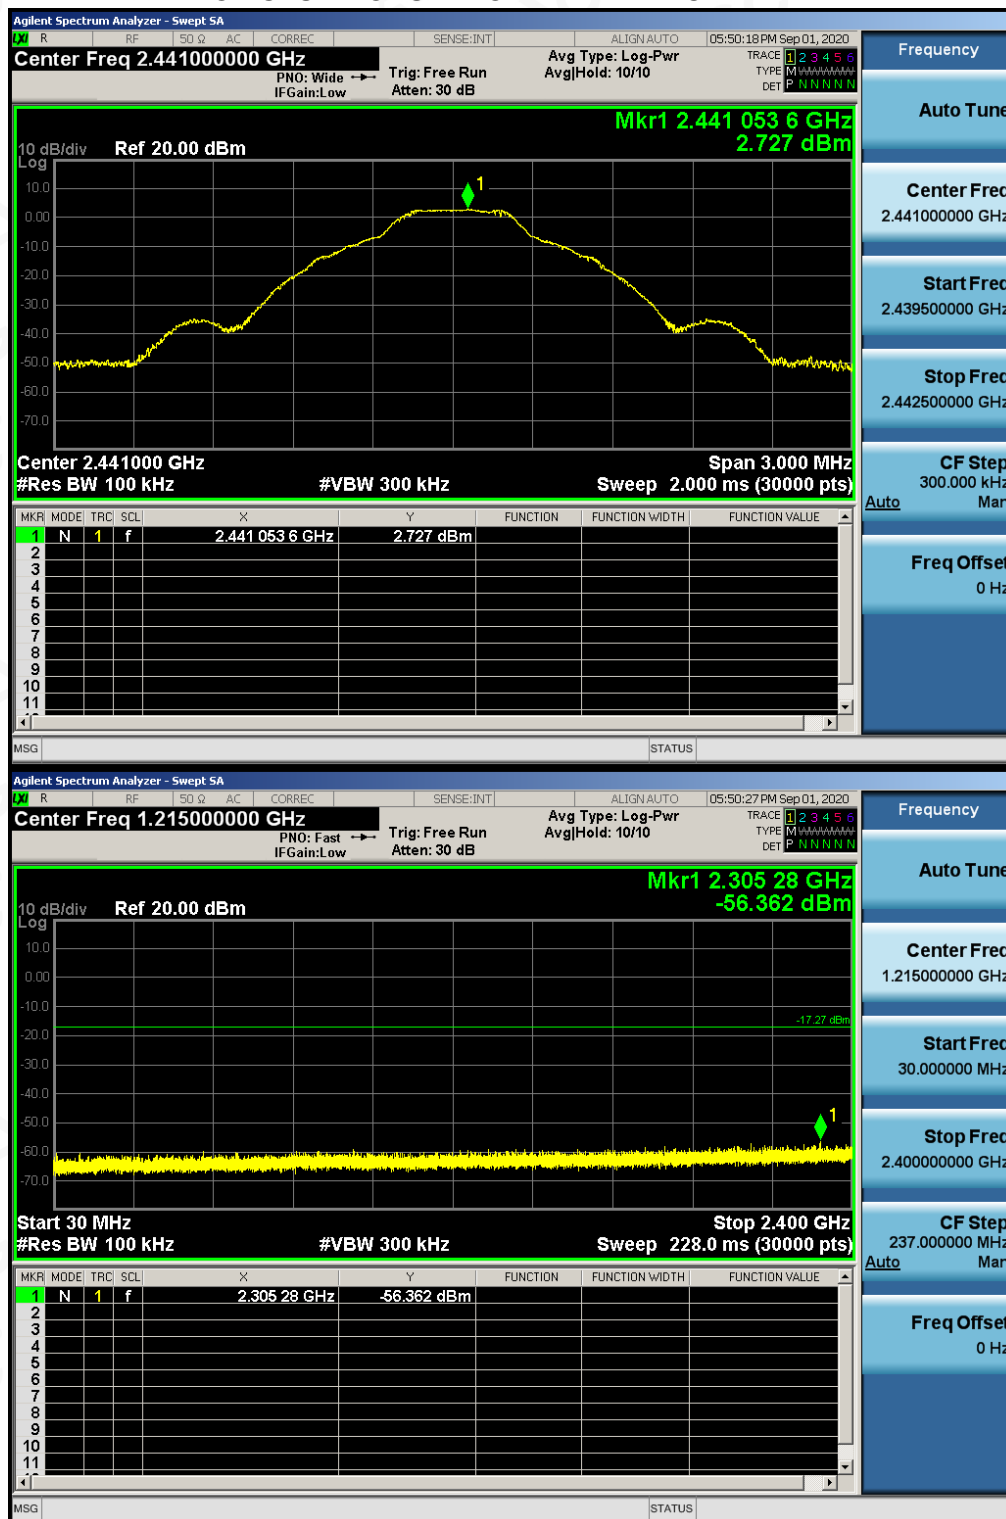 Agilent Spectrum Analyzer - Swept SA
LXI R RF 50 Ω AC CORREC SENSE:INT ALIGN AUTO 05:50:18 PM Sep 01, 2020
Center Freq 2.441000000 GHz
PNO: Wide
IFGain:Low
Trig: Free Run
Atten: 30 dB
Avg Type: Log-Pwr
Avg|Hold: 10/10
TRACE 1 2 3 4 5 6
TYPE M
DET P N N N N N
Mkr1 2.441 053 6 GHz
2.727 dBm
10 dB/div Ref 20.00 dBm
Log
10.0
0.00
-10.0
-20.0
-30.0
-40.0
-50.0
-60.0
-70.0
1
Center 2.441000 GHz Span 3.000 MHz
#Res BW 100 kHz #VBW 300 kHz Sweep 2.000 ms (30000 pts)
MKR MODE TRC SCL X Y FUNCTION FUNCTION WIDTH FUNCTION VALUE
1 N 1 f 2.441 053 6 GHz 2.727 dBm
2
3
4
5
6
7
8
9
10
11
MSG STATUS
Frequency
Auto Tune
Center Freq
2.441000000 GHz
Start Freq
2.439500000 GHz
Stop Freq
2.442500000 GHz
CF Step
300.000 kHz
Auto Man
Freq Offset
0 Hz
Agilent Spectrum Analyzer - Swept SA
LXI R RF 50 Ω AC CORREC SENSE:INT ALIGN AUTO 05:50:27 PM Sep 01, 2020
Center Freq 1.215000000 GHz
PNO: Fast
IFGain:Low
Trig: Free Run
Atten: 30 dB
Avg Type: Log-Pwr
Avg|Hold: 10/10
TRACE 1 2 3 4 5 6
TYPE M
DET P N N N N N
Mkr1 2.305 28 GHz
-56.362 dBm
10 dB/div Ref 20.00 dBm
Log
10.0
0.00
-10.0
-20.0
-30.0
-40.0
-50.0
-60.0
-70.0
-17.27 dBm
1
Start 30 MHz Stop 2.400 GHz
#Res BW 100 kHz #VBW 300 kHz Sweep 228.0 ms (30000 pts)
MKR MODE TRC SCL X Y FUNCTION FUNCTION WIDTH FUNCTION VALUE
1 N 1 f 2.305 28 GHz -56.362 dBm
2
3
4
5
6
7
8
9
10
11
MSG STATUS
Frequency
Auto Tune
Center Freq
1.215000000 GHz
Start Freq
30.000000 MHz
Stop Freq
2.400000000 GHz
CF Step
237.000000 MHz
Auto Man
Freq Offset
0 Hz